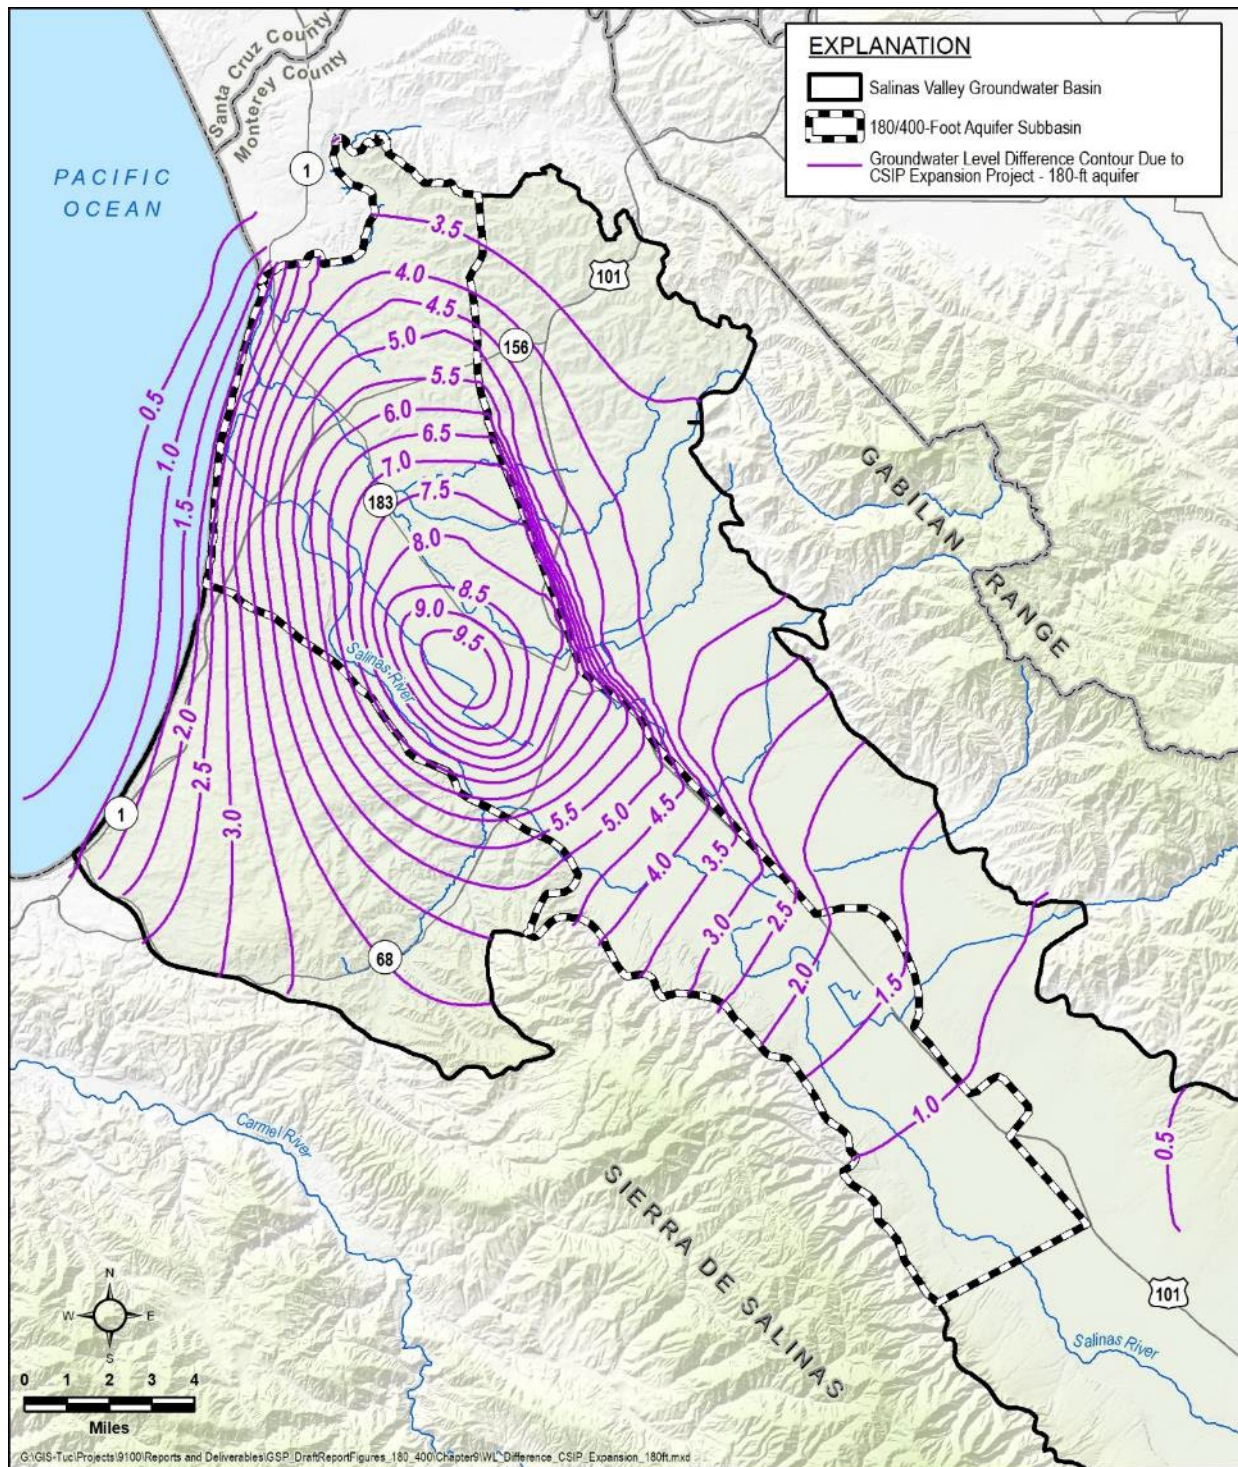 EXPLANATION
Salinas Valley Groundwater Basin
180/400-Foot Aquifer Subbasin
Groundwater Level Difference Contour Due to
CSIP Expansion Project - 180-ft aquifer
Santa Cruz County
Monterey County
PACIFIC
OCEAN
1
3.5
101
4.0
4.5
156
5.0
5.5
0.5
6.0
6.5
1.0
7.0
7.5
183
1.5
8.0
GABILAN
RANGE
8.5
9.0
9.5
Salinas River
2.0
2.5
3.0
1
5.5
5.0
4.5
4.0
3.5
3.0
2.5
2.0
1.5
68
1.0
0.5
Carmel River
SIERRA DE SALINAS
101
Salinas River
N
W E
S
0 1 2 3 4
Miles
G:\GIS-Tuc\Projects\9100\Reports and Deliverables\GSP_DraftReportFigures_180_400\Chapter9\WL_Difference_CSIP_Expansion_180ft.mxd